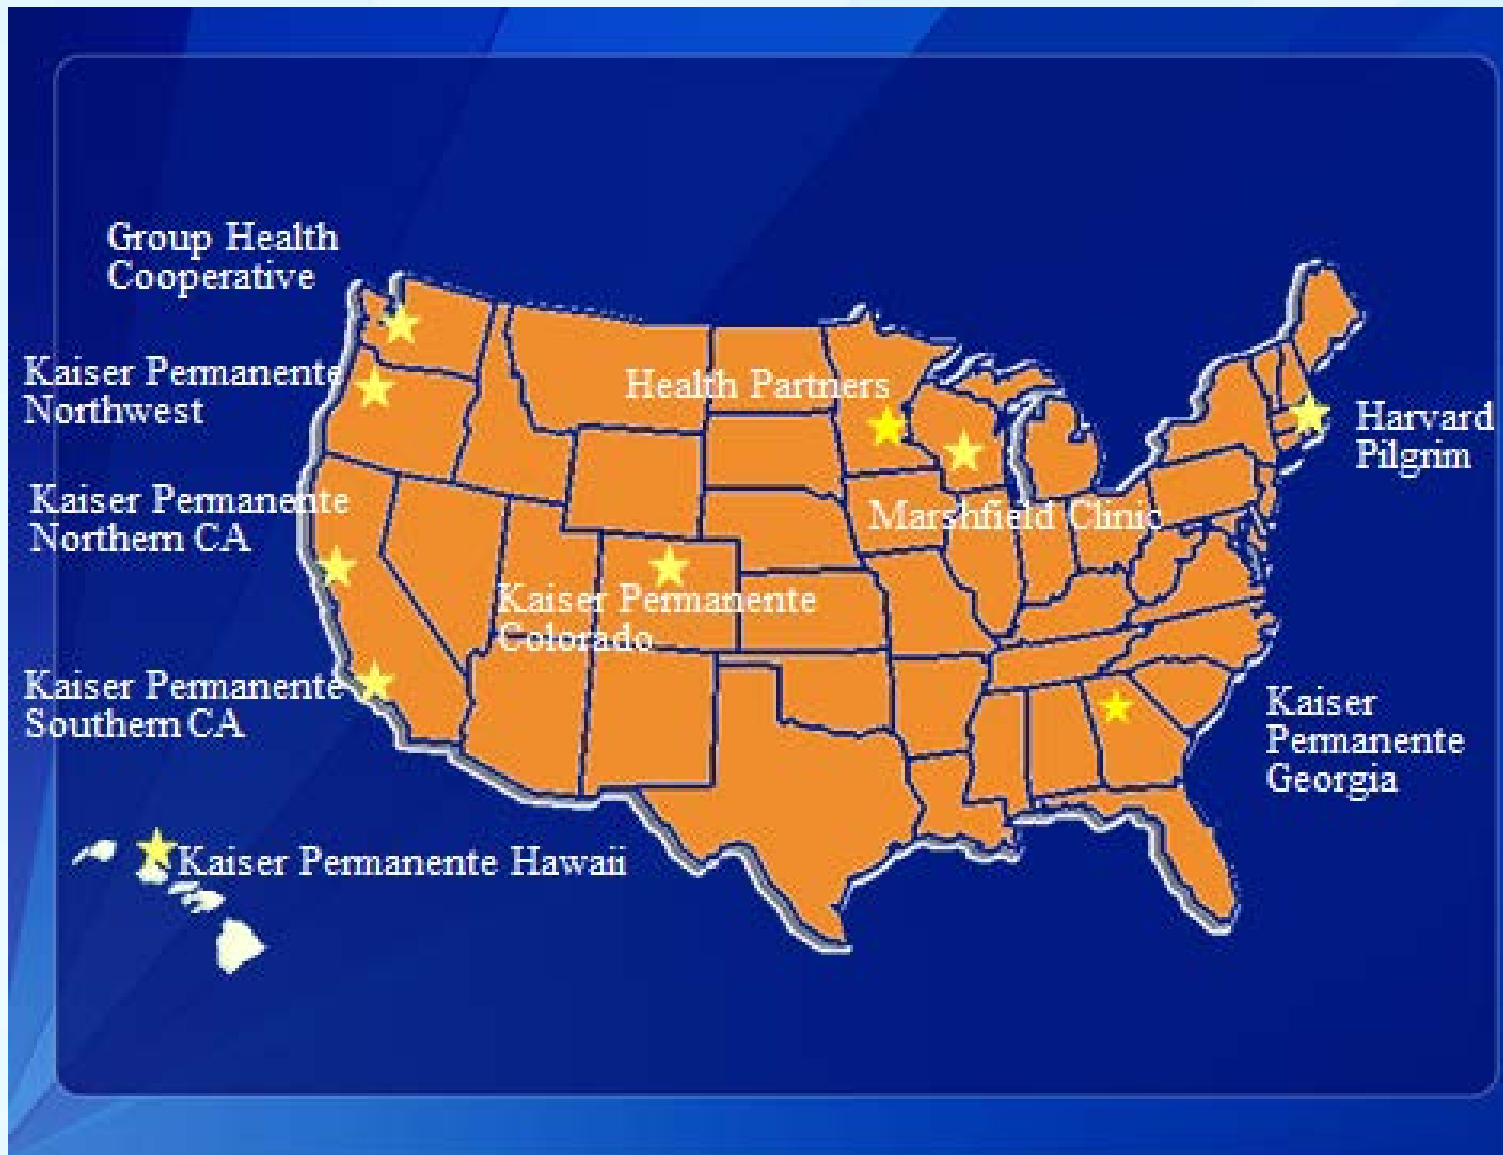 Group Health
Cooperative
Kaiser Permanente
Northwest
Health Partners
Harvard
Pilgrim
Kaiser Permanente
Northern CA
Marshfield Clinic
Kaiser Permanente
Colorado
Kaiser Permanente
Southern CA
Kaiser
Permanente
Georgia
Kaiser Permanente Hawaii